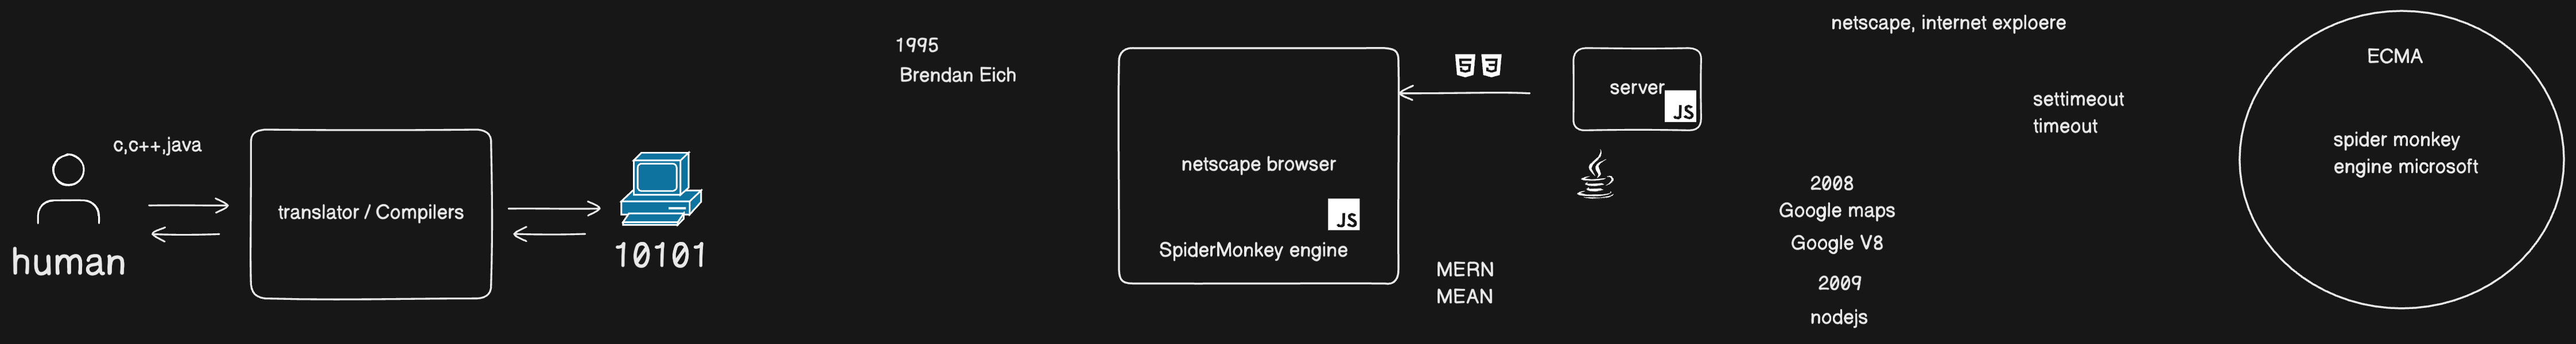 c,c++,java
human
translator / Compilers
10101
1995
Brendan Eich
netscape browser
JS
SpiderMonkey engine
5 3
server
JS
MERN
MEAN
netscape, internet exploere
settimeout
timeout
2008
Google maps
Google V8
2009
nodejs
ECMA
spider monkey
engine microsoft